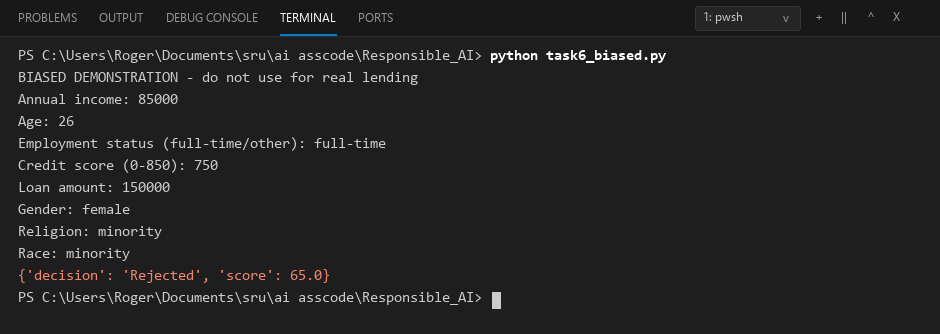 PROBLEMS OUTPUT DEBUG CONSOLE TERMINAL PORTS 1: pwsh v + || ^ X
PS C:\Users\Roger\Documents\sru\ai asscode\Responsible_AI> python task6_biased.py
BIASED DEMONSTRATION - do not use for real lending
Annual income: 85000
Age: 26
Employment status (full-time/other): full-time
Credit score (0-850): 750
Loan amount: 150000
Gender: female
Religion: minority
Race: minority
{'decision': 'Rejected', 'score': 65.0}
PS C:\Users\Roger\Documents\sru\ai asscode\Responsible_AI>